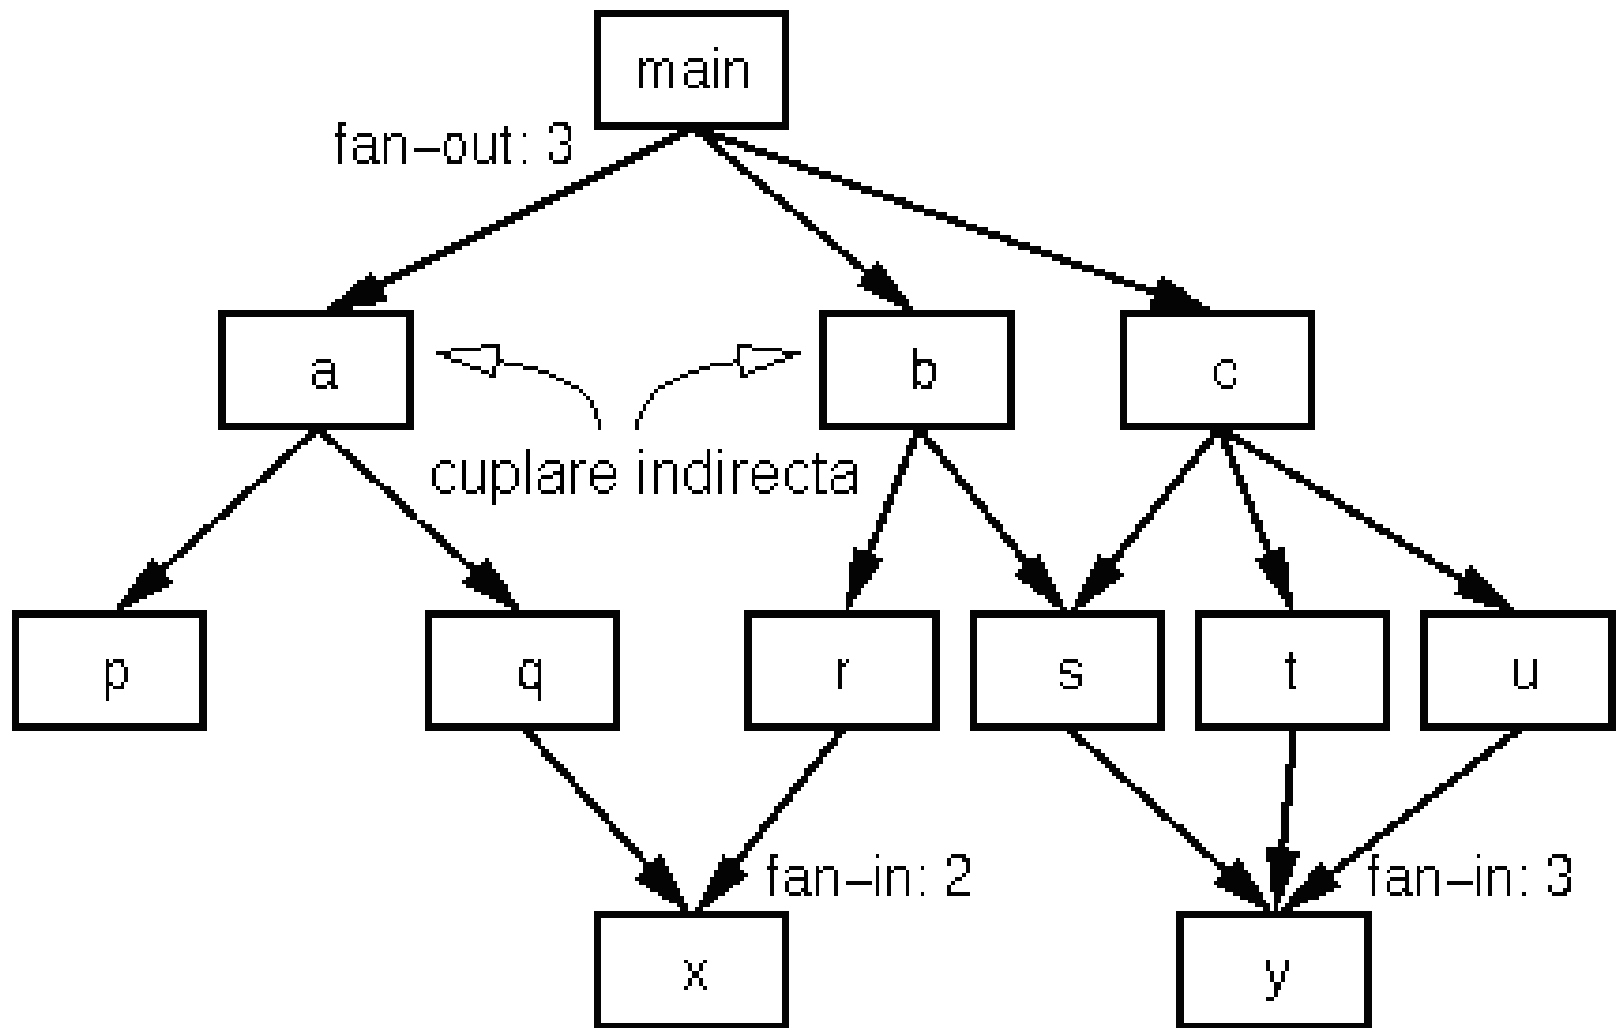 main
fan-out: 3
a
b
c
cuplare indirecta
p
q
r
s
t
u
fan-in: 2
fan-in: 3
x
y